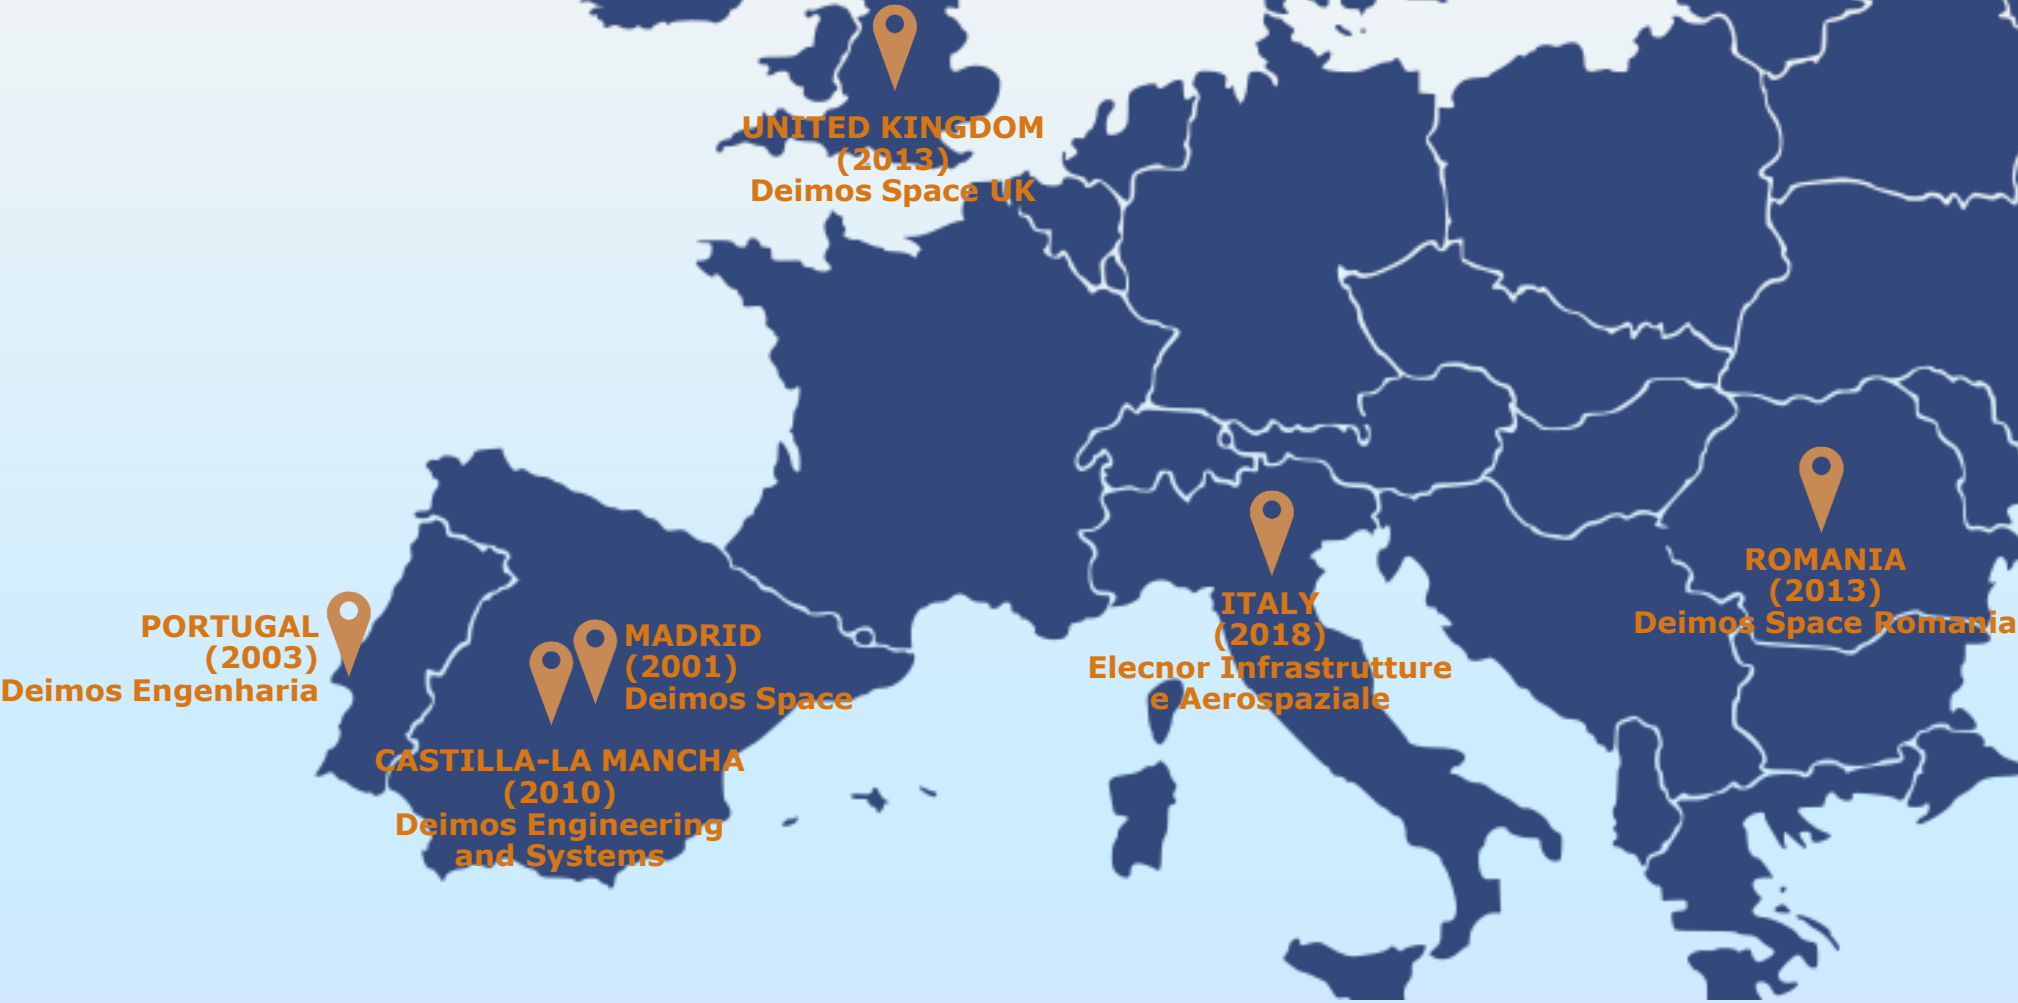 UNITED KINGDOM
(2013)
Deimos Space UK
ROMANIA
(2013)
Deimos Space Romania
ITALY
(2018)
Elecnor Infrastrutture
e Aerospaziale
PORTUGAL
(2003)
Deimos Engenharia
MADRID
(2001)
Deimos Space
CASTILLA-LA MANCHA
(2010)
Deimos Engineering
and Systems